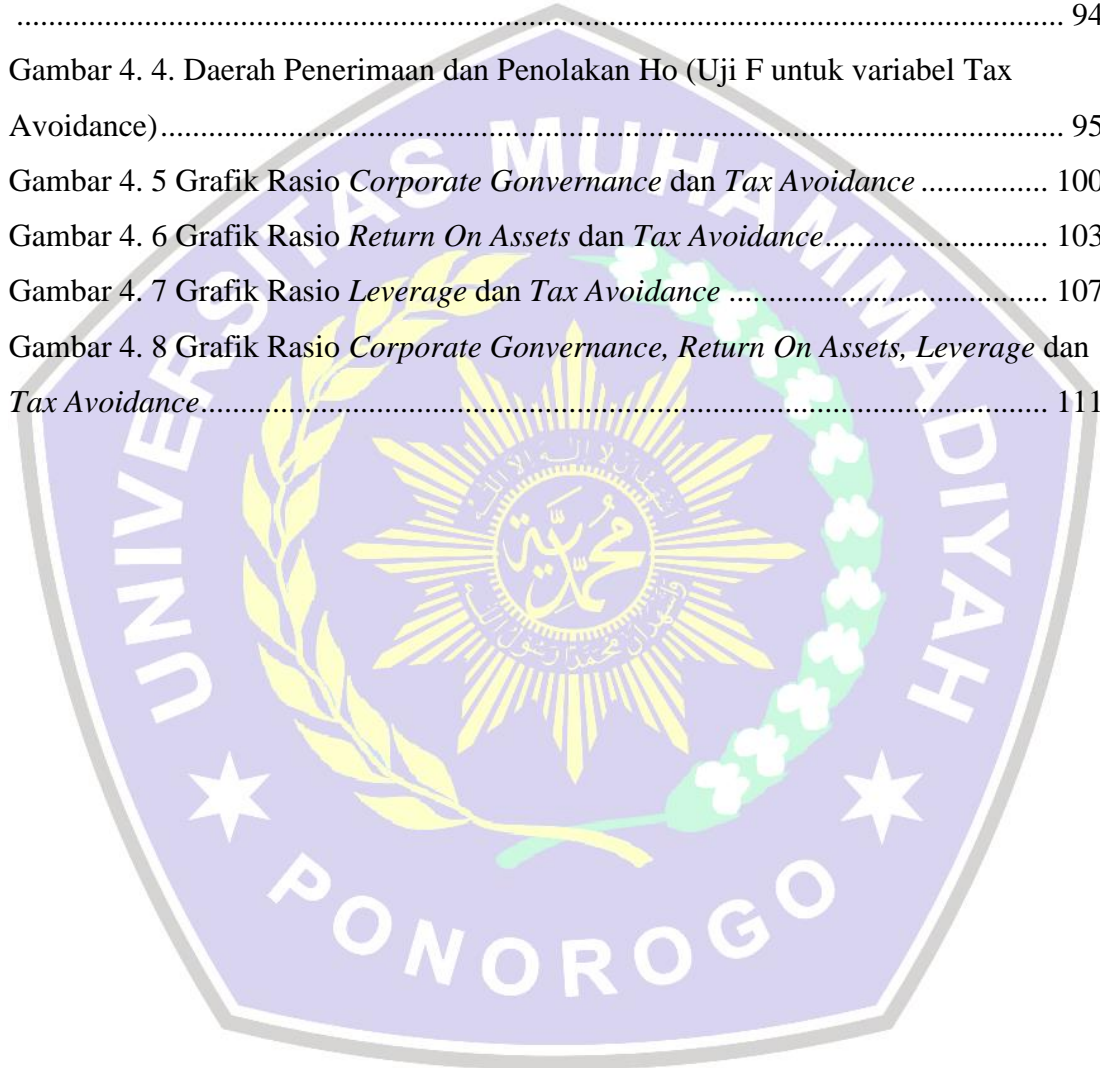 ........................................................................................................................................ 94
Gambar 4. 4. Daerah Penerimaan dan Penolakan Ho (Uji F untuk variabel Tax
Avoidance)................................................................................................................... 95
Gambar 4. 5 Grafik Rasio Corporate Gonvernance dan Tax Avoidance ................ 100
Gambar 4. 6 Grafik Rasio Return On Assets dan Tax Avoidance............................ 103
Gambar 4. 7 Grafik Rasio Leverage dan Tax Avoidance ........................................ 107
Gambar 4. 8 Grafik Rasio Corporate Gonvernance, Return On Assets, Leverage dan
Tax Avoidance............................................................................................................ 111
UNIVERSITAS MUHAMMADIYAH
محمدية
PONOROGO